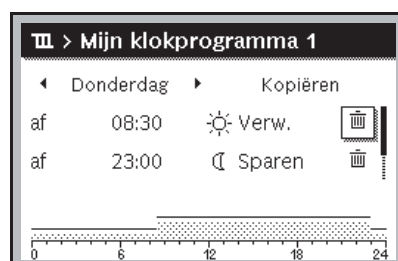 > Mijn klokprogramma 1
Donderdag Kopiëren
af 08:30 Verw.
af 23:00 Sparen
0 6 12 18 24